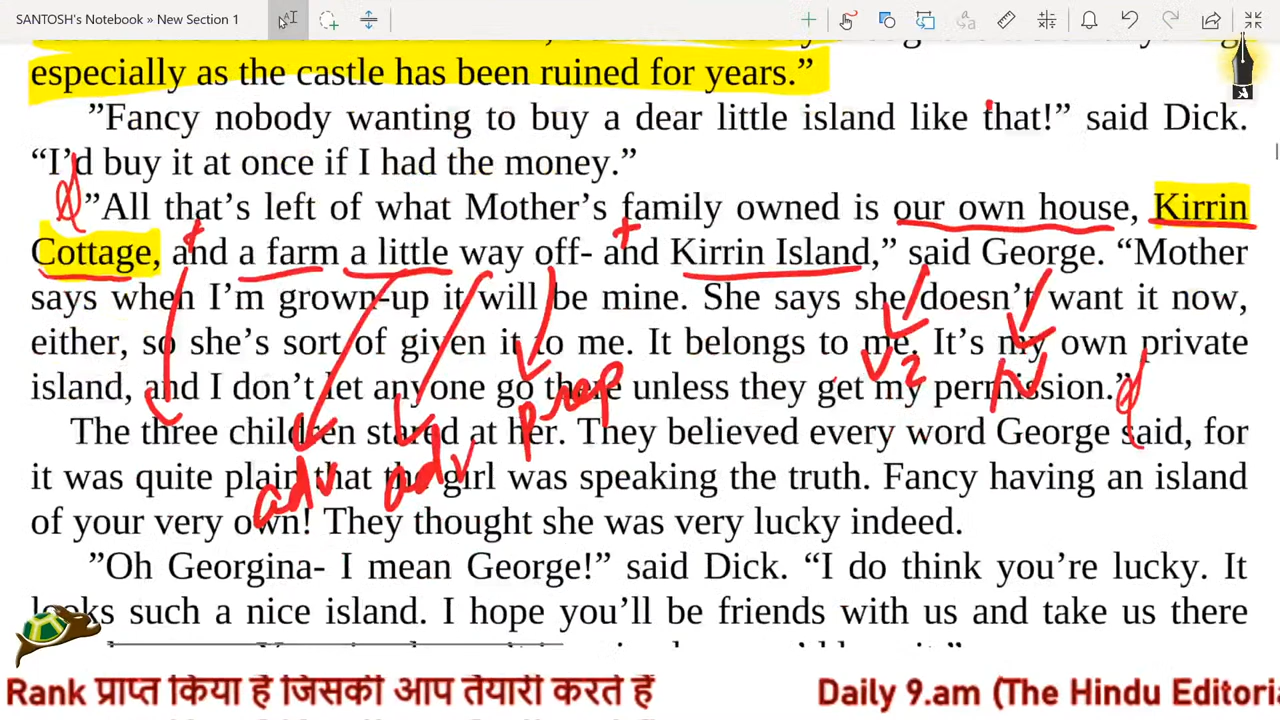 SANTOSH's Notebook » New Section 1
especially as the castle has been ruined for years.”
”Fancy nobody wanting to buy a dear little island like that!” said Dick.
“I’d buy it at once if I had the money.”
”All that’s left of what Mother’s family owned is our own house, Kirrin
Cottage, and a farm a little way off- and Kirrin Island,” said George. “Mother
says when I’m grown-up it will be mine. She says she doesn’t want it now,
either, so she’s sort of given it to me. It belongs to me. It’s my own private
island, and I don’t let anyone go there unless they get my permission.”
V2 N
prep
The three children stared at her. They believed every word George said, for
it was quite plain that the girl was speaking the truth. Fancy having an island
adv adv
of your very own! They thought she was very lucky indeed.
”Oh Georgina- I mean George!” said Dick. “I do think you’re lucky. It
looks such a nice island. I hope you’ll be friends with us and take us there
Rank प्राप्त किया है जिसकी आप तैयारी करते हैं
Daily 9.am (The Hindu Editoria